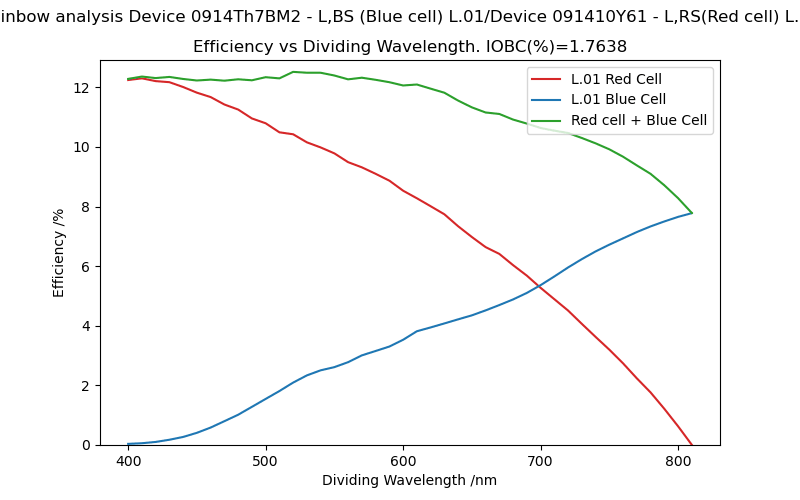 inbow analysis Device 0914Th7BM2 - L,BS (Blue cell) L.01/Device 091410Y61 - L,RS(Red cell) L.
Efficiency vs Dividing Wavelength. IOBC(%)=1.7638
L.01 Red Cell
L.01 Blue Cell
Red cell + Blue Cell
Efficiency /%
12
10
8
6
4
2
0
400 500 600 700 800
Dividing Wavelength /nm